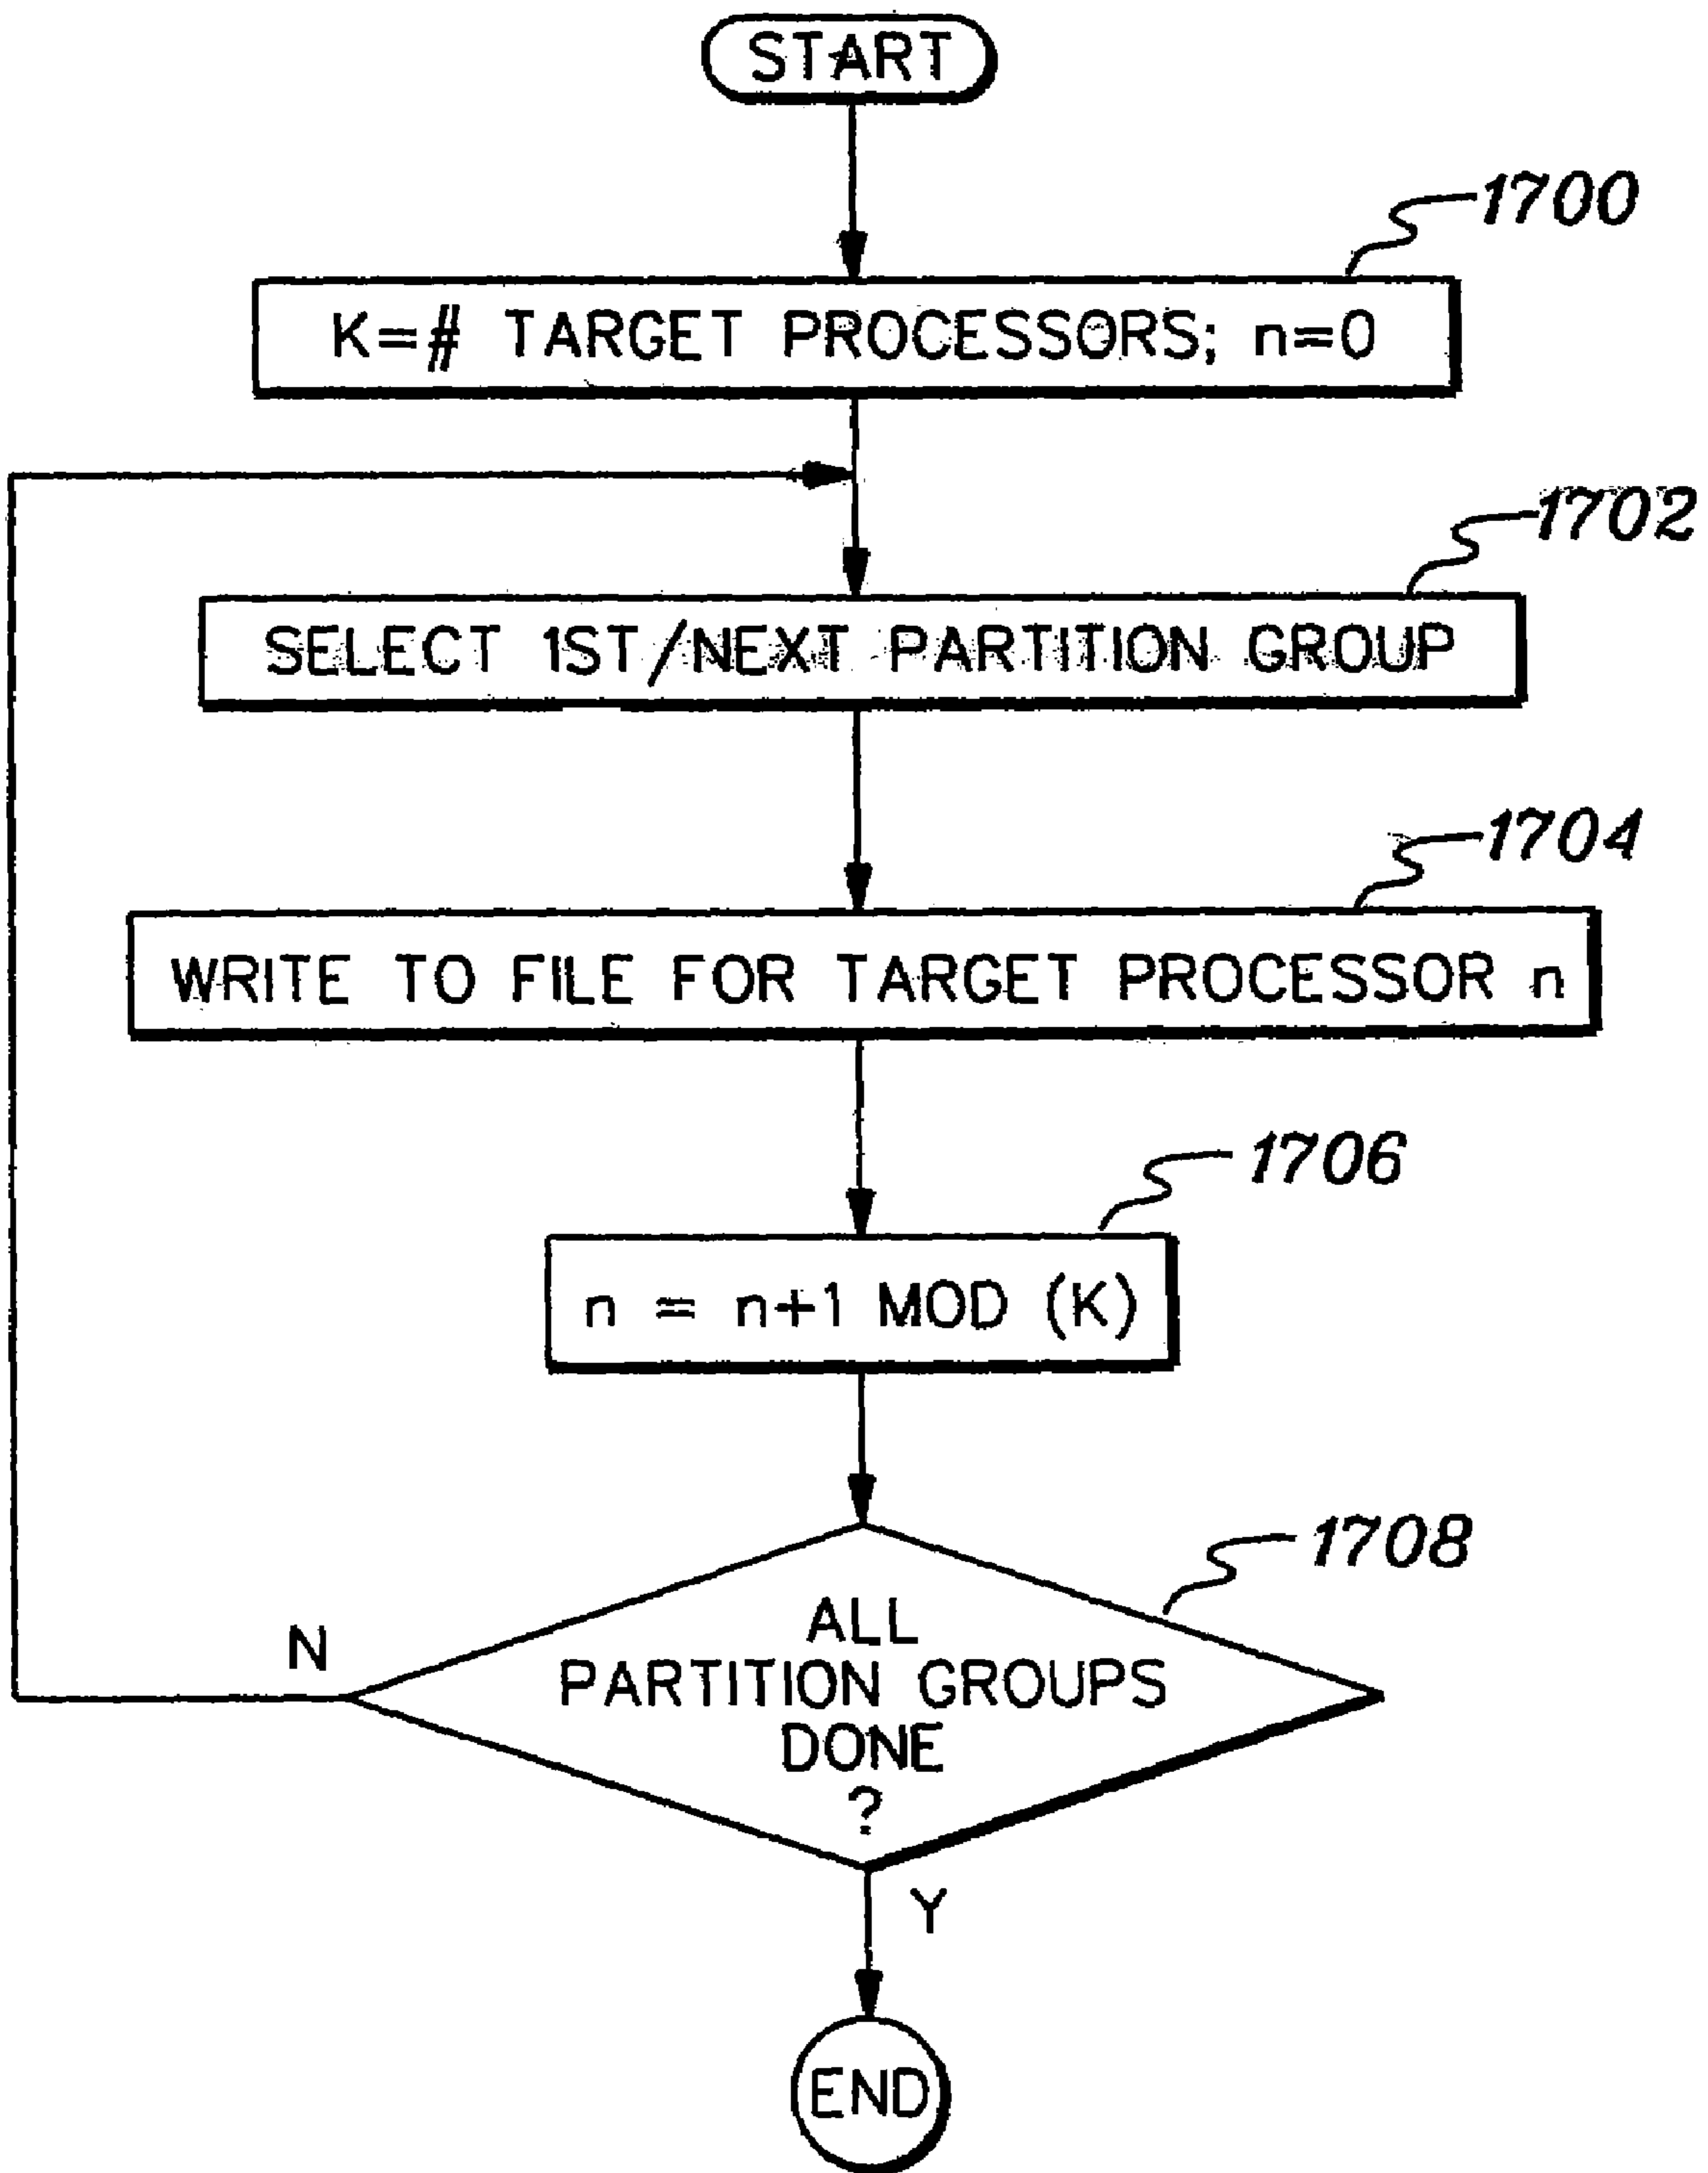 START
1700
K=# TARGET PROCESSORS; n=0
1702
SELECT 1ST/NEXT PARTITION GROUP
1704
WRITE TO FILE FOR TARGET PROCESSOR n
1706
n = n+1 MOD (K)
1708
ALL
PARTITION GROUPS
DONE
?
N
Y
END